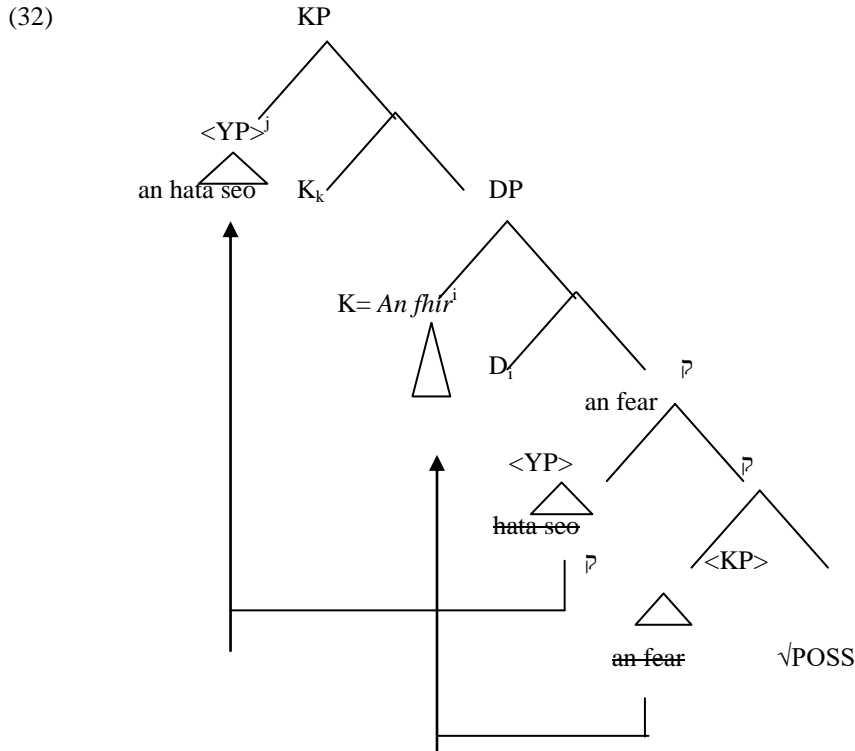 (32) KP
<YP>j
an hata seo Kk DP
K= An fhirⁱ
Di ק
an fear
<YP> ק
hata seo
ק <KP>
an fear √POSS